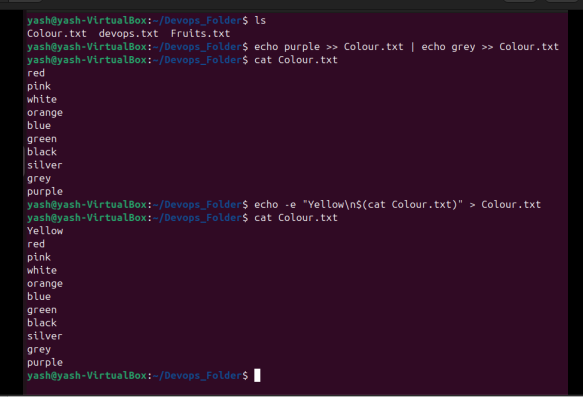 yash@yash-VirtualBox:~/Devops_Folder$ ls
Colour.txt  devops.txt  Fruits.txt
yash@yash-VirtualBox:~/Devops_Folder$ echo purple >> Colour.txt | echo grey >> Colour.txt
yash@yash-VirtualBox:~/Devops_Folder$ cat Colour.txt
red
pink
white
orange
blue
green
black
silver
grey
purple
yash@yash-VirtualBox:~/Devops_Folder$ echo -e "Yellow\n$(cat Colour.txt)" > Colour.txt
yash@yash-VirtualBox:~/Devops_Folder$ cat Colour.txt
Yellow
red
pink
white
orange
blue
green
black
silver
grey
purple
yash@yash-VirtualBox:~/Devops_Folder$